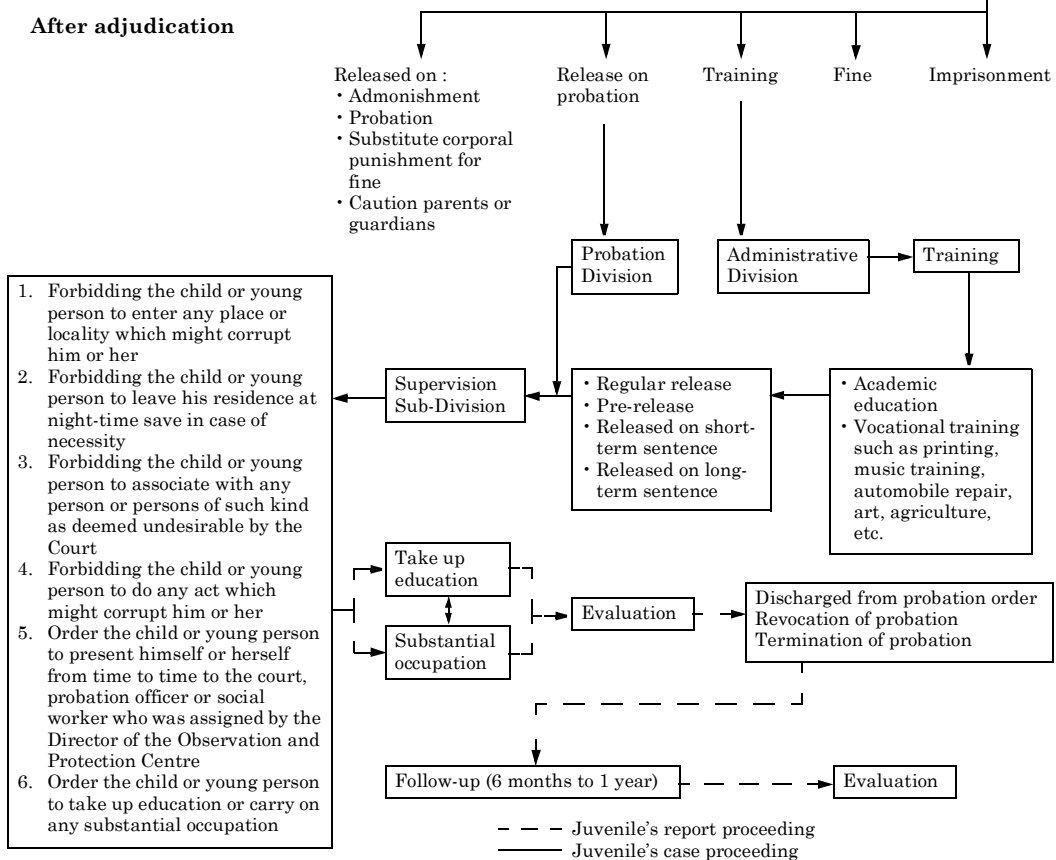 After adjudication
Released on :
• Admonishment
• Probation
• Substitute corporal
punishment for
fine
• Caution parents or
guardians
Release on
probation
Training
Fine
Imprisonment
Probation
Division
Administrative
Division
Training
1. Forbidding the child or young
person to enter any place or
locality which might corrupt
him or her
2. Forbidding the child or young
person to leave his residence at
night-time save in case of
necessity
3. Forbidding the child or young
person to associate with any
person or persons of such kind
as deemed undesirable by the
Court
4. Forbidding the child or young
person to do any act which
might corrupt him or her
5. Order the child or young person
to present himself or herself
from time to time to the court,
probation officer or social
worker who was assigned by the
Director of the Observation and
Protection Centre
6. Order the child or young person
to take up education or carry on
any substantial occupation
Supervision
Sub-Division
• Regular release
• Pre-release
• Released on short-
term sentence
• Released on long-
term sentence
• Academic
education
• Vocational training
such as printing,
music training,
automobile repair,
art, agriculture,
etc.
Take up
education
Substantial
occupation
Evaluation
Discharged from probation order
Revocation of probation
Termination of probation
Follow-up (6 months to 1 year)
Evaluation
Juvenile's report proceeding
Juvenile's case proceeding